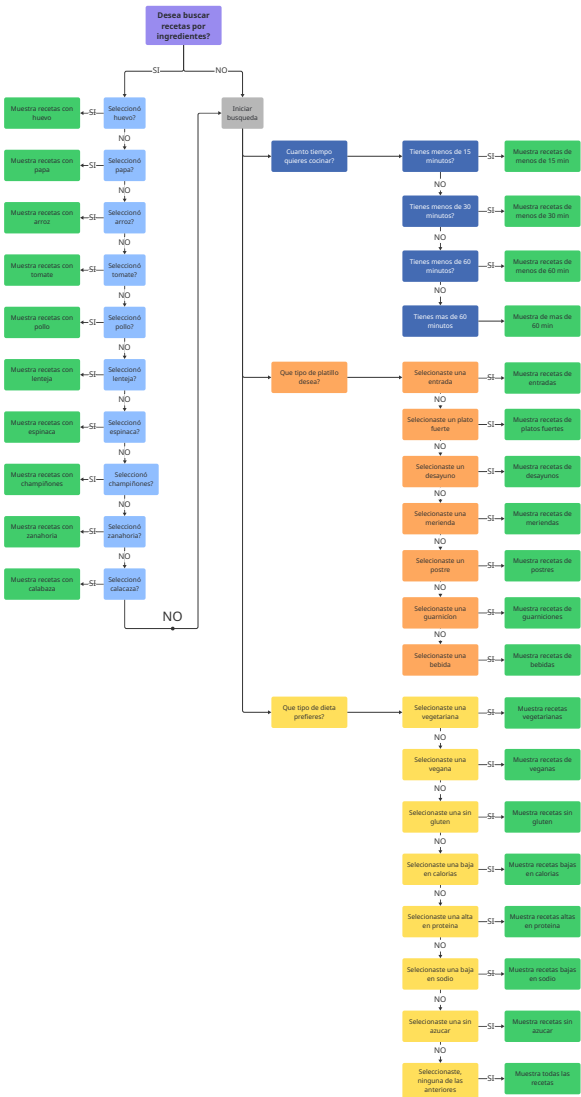 Desea buscar
recetas por
ingredientes?
SI
NO
Muestra recetas con
huevo
SI
Seleccionó
huevo?
Iniciar
busqueda
NO
Muestra recetas con
papa
SI
Seleccionó
papa?
NO
Muestra recetas con
arroz
SI
Seleccionó
arroz?
NO
Muestra recetas con
tomate
SI
Seleccionó
tomate?
NO
Muestra recetas con
pollo
SI
Seleccionó
pollo?
NO
Muestra recetas con
lenteja
SI
Seleccionó
lenteja?
NO
Muestra recetas con
espinaca
SI
Seleccionó
espinaca?
NO
Muestra recetas con
champiñones
SI
Seleccionó
champiñones?
NO
Muestra recetas con
zanahoria
SI
Seleccionó
zanahoria?
NO
Muestra recetas con
calabaza
SI
Seleccionó
calacaza?
NO
Cuanto tiempo
quieres cocinar?
Tienes menos de 15
minutos?
SI
Muestra recetas de
menos de 15 min
NO
Tienes menos de 30
minutos?
SI
Muestra recetas de
menos de 30 min
NO
Tienes menos de 60
minutos?
SI
Muestra recetas de
menos de 60 min
NO
Tienes mas de 60
minutos
Muestra de mas de
60 min
Que tipo de platillo
desea?
Selecionaste una
entrada
SI
Muestra recetas de
entradas
NO
Selecionaste un plato
fuerte
SI
Muestra recetas de
platos fuertes
NO
Selecionaste un
desayuno
SI
Muestra recetas de
desayunos
NO
Selecionaste una
merienda
SI
Muestra recetas de
meriendas
NO
Selecionaste un
postre
SI
Muestra recetas de
postres
NO
Selecionaste una
guarnicion
SI
Muestra recetas de
guarniciones
NO
Selecionaste una
bebida
SI
Muestra recetas de
bebidas
Que tipo de dieta
prefieres?
Selecionaste una
vegetariana
SI
Muestra recetas
vegetarianas
NO
Selecionaste una
vegana
SI
Muestra recetas de
veganas
NO
Selecionaste una sin
gluten
SI
Muestra recetas sin
gluten
NO
Selecionaste una baja
en calorias
SI
Muestra recetas bajas
en calorias
NO
Selecionaste una alta
en proteina
SI
Muestra recetas altas
en proteina
NO
Selecionaste una baja
en sodio
SI
Muestra recetas bajas
en sodio
NO
Selecionaste una sin
azucar
SI
Muestra recetas sin
azucar
NO
Seleccionaste,
ninguna de las
anteriores
SI
Muestra todas las
recetas